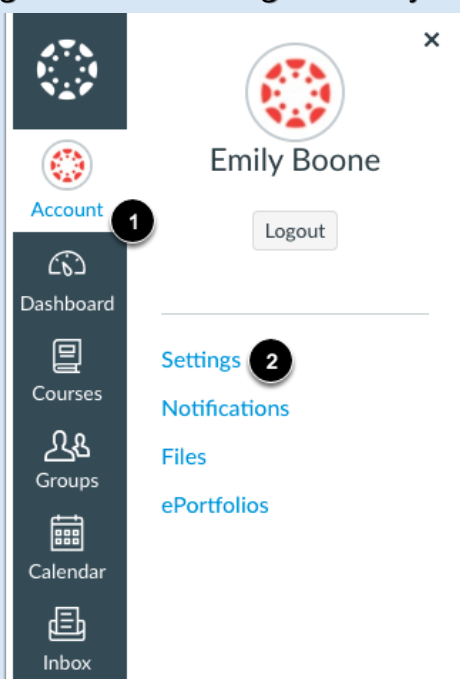 Emily Boone
Account
1
Logout
Dashboard
Settings 2
Courses
Notifications
Files
Groups
ePortfolios
Calendar
Inbox